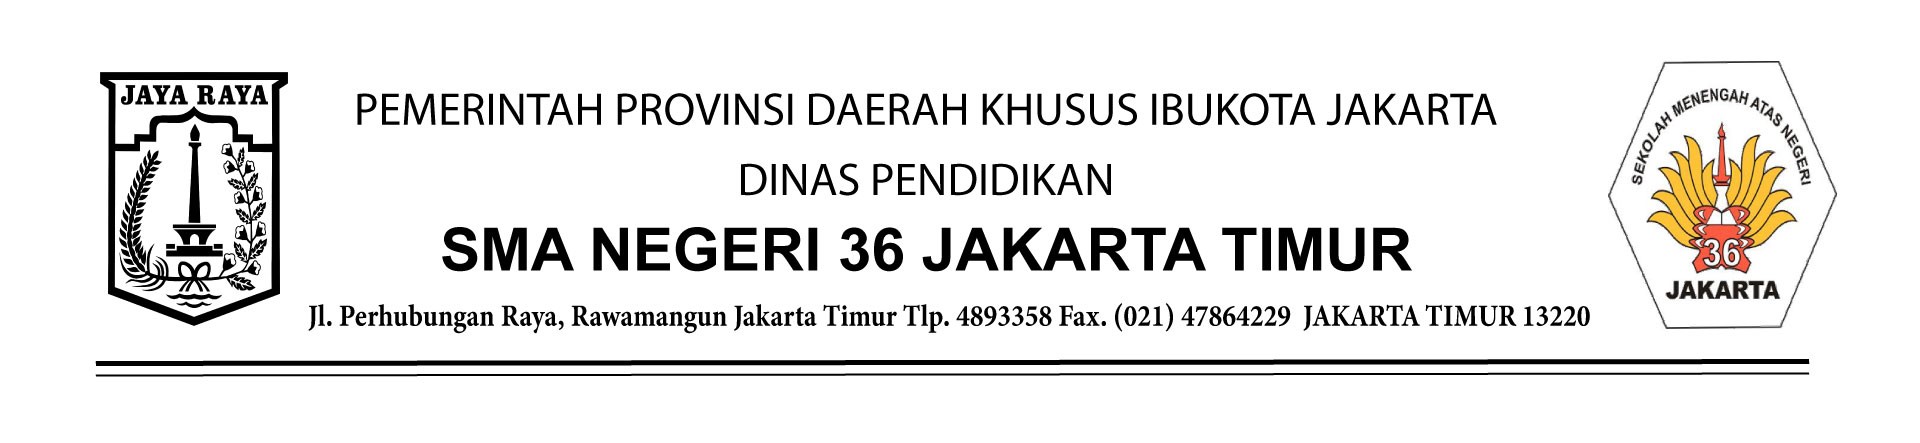 JAYA RAYA
PEMERINTAH PROVINSI DAERAH KHUSUS IBUKOTA JAKARTA
DINAS PENDIDIKAN
SMA NEGERI 36 JAKARTA TIMUR
Jl. Perhubungan Raya, Rawamangun Jakarta Timur Tlp. 4893358 Fax. (021) 47864229 JAKARTA TIMUR 13220
SEKOLAH MENENGAH ATAS NEGERI
36
JAKARTA